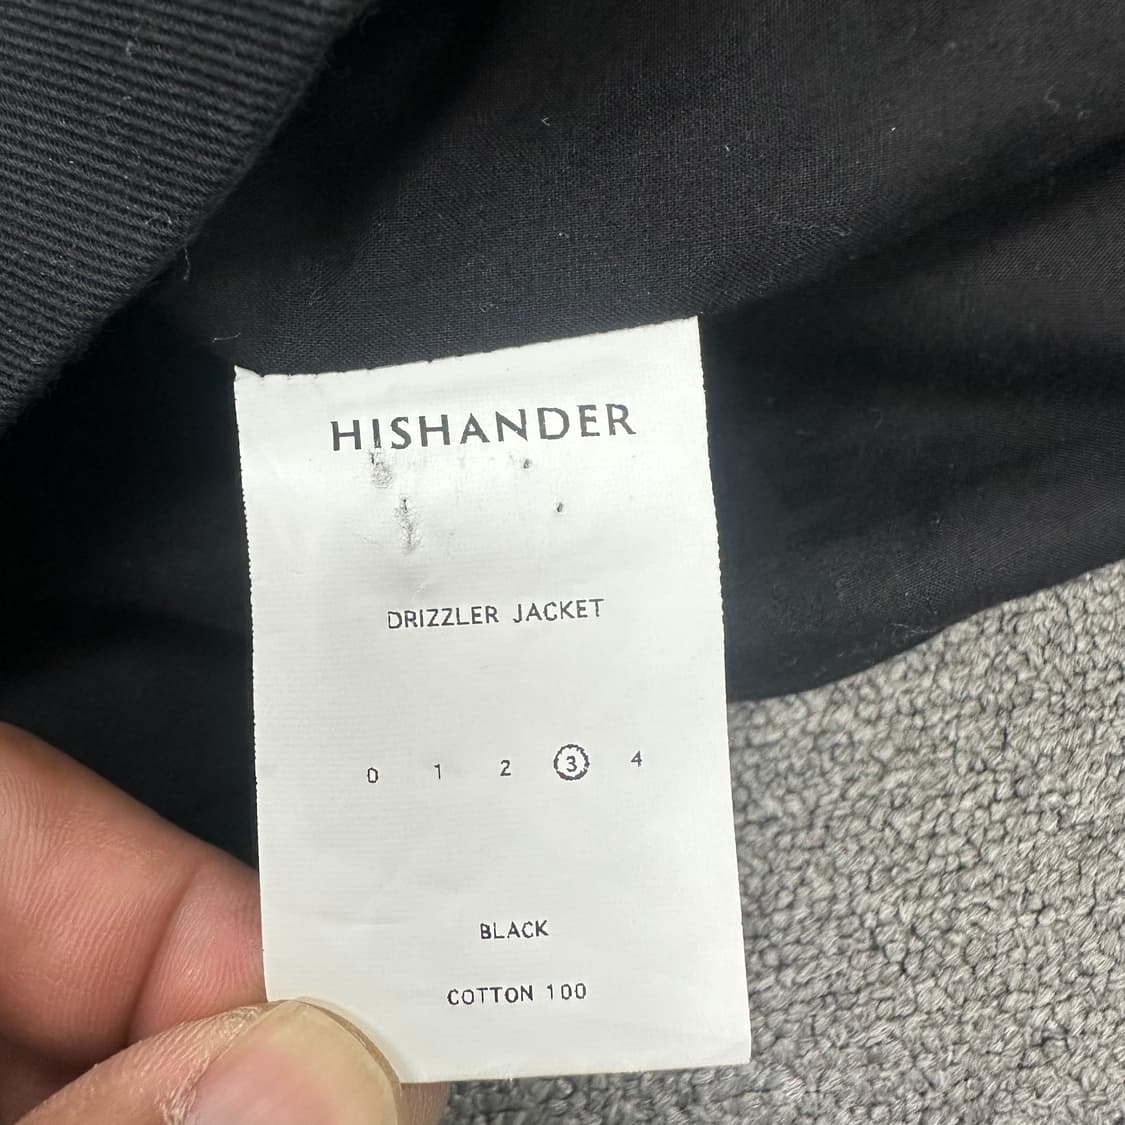 HISHANDER
DRIZZLER JACKET
0 1 2 3 4
BLACK
COTTON 100